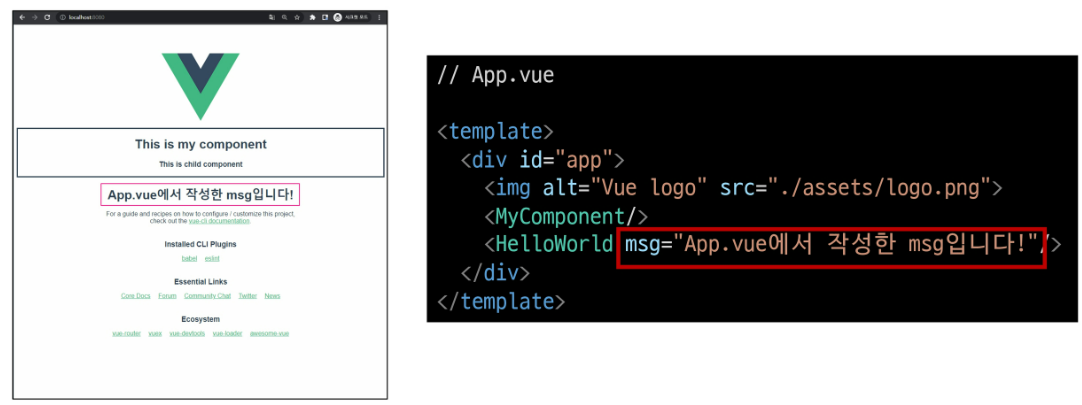 localhost:8080
This is my component
This is child component
App.vue에서 작성한 msg입니다!
For a guide and recipes on how to configure / customize this project,
check out the vue-cli documentation.
Installed CLI Plugins
babel eslint
Essential Links
Core Docs Forum Community Chat Twitter News
Ecosystem
vue-router vuex vue-devtools vue-loader awesome-vue
// App.vue
<template>
<div id="app">
<img alt="Vue logo" src="./assets/logo.png">
<MyComponent/>
<HelloWorld msg="App.vue에서 작성한 msg입니다!"/>
</div>
</template>